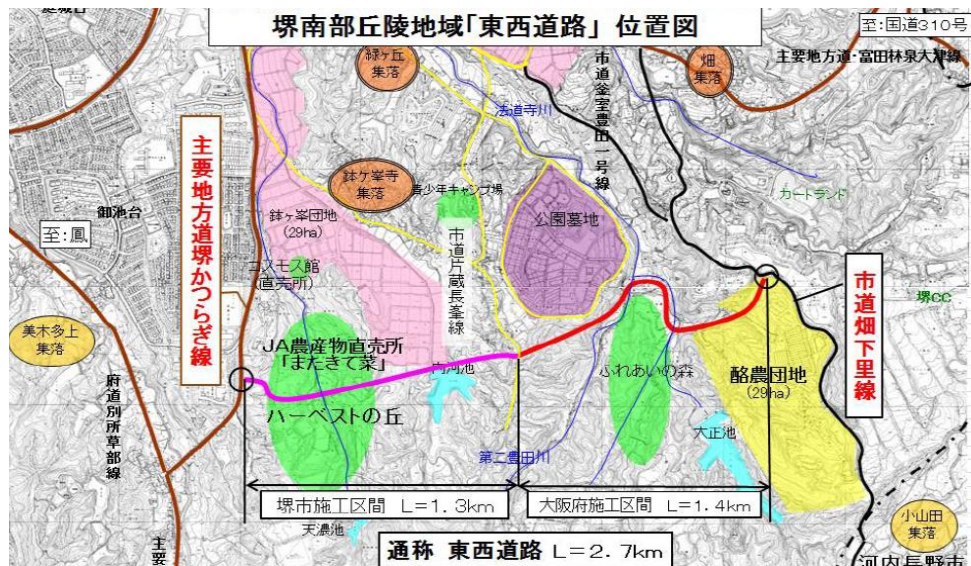 堺南部丘陵地域「東西道路」 位置図
至:国道310号
主要地方道・富田林泉大津線
緑ヶ丘
集落
畑
集落
市道釜室豊田一号線
法道寺川
主要地方道堺かつらぎ線
鉢ヶ峯寺
集落
青少年キャンプ場
カートランド
御池台
至:鳳
鉢ヶ峯団地
(29ha)
公園墓地
市道片蔵長峯線
コスモス館
(直売所)
市道畑下里線
堺CC
美木多上
集落
JA農産物直売所
「またきて菜」
内河池
ふれあいの森
酪農団地
(29ha)
ハーベストの丘
府道別所草部線
大正池
第二豊田川
堺市施工区間 L=1.3km
大阪府施工区間 L=1.4km
天濃池
小山田
集落
通称 東西道路 L=2.7km
主要
河内長野市